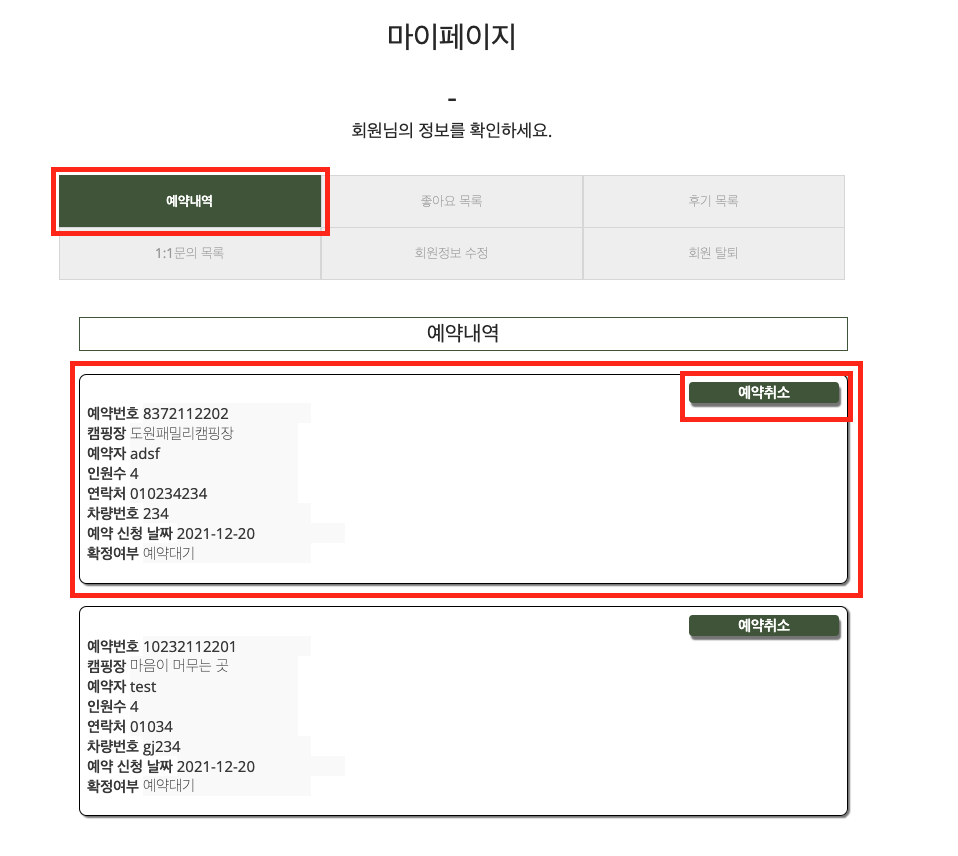 마이페이지
-
회원님의 정보를 확인하세요.
예약내역 좋아요 목록 후기 목록
1:1문의 목록 회원정보 수정 회원 탈퇴
예약내역
예약취소
예약번호 8372112202
캠핑장 도원패밀리캠핑장
예약자 adsf
인원수 4
연락처 010234234
차량번호 234
예약 신청 날짜 2021-12-20
확정여부 예약대기
예약취소
예약번호 10232112201
캠핑장 마음이 머무는 곳
예약자 test
인원수 4
연락처 01034
차량번호 gj234
예약 신청 날짜 2021-12-20
확정여부 예약대기